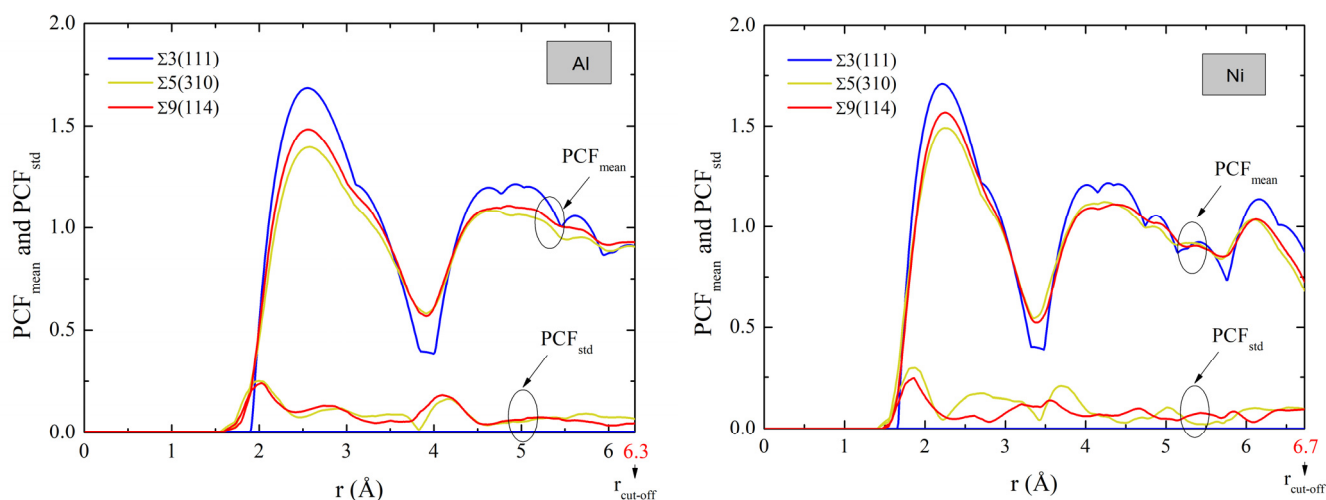 PCF_mean and PCF_std
2.0
1.5
1.0
0.5
0.0
Σ3(111)
Σ5(310)
Σ9(114)
Al
PCF_mean
PCF_std
0 1 2 3 4 5 6 6.3
r (Å)
r_cut-off
PCF_mean and PCF_std
2.0
1.5
1.0
0.5
0.0
Σ3(111)
Σ5(310)
Σ9(114)
Ni
PCF_mean
PCF_std
0 1 2 3 4 5 6 6.7
r (Å)
r_cut-off